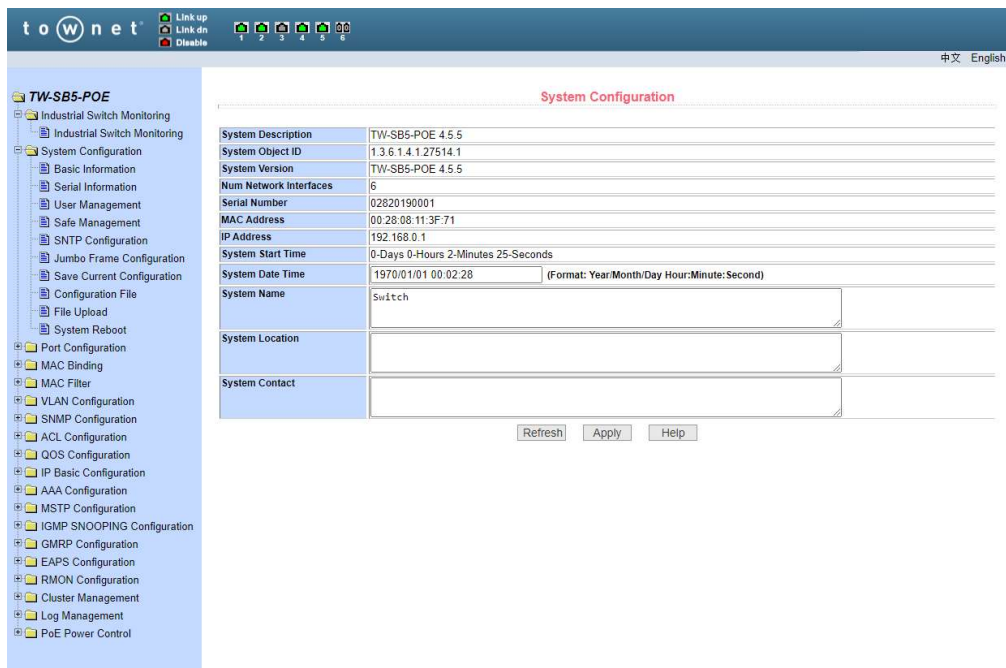 townet
Link up
Link dn
Disable
1 2 3 4 5 6
中文 English
TW-SB5-POE
Industrial Switch Monitoring
Industrial Switch Monitoring
System Configuration
Basic Information
Serial Information
User Management
Safe Management
SNTP Configuration
Jumbo Frame Configuration
Save Current Configuration
Configuration File
File Upload
System Reboot
Port Configuration
MAC Binding
MAC Filter
VLAN Configuration
SNMP Configuration
ACL Configuration
QOS Configuration
IP Basic Configuration
AAA Configuration
MSTP Configuration
IGMP SNOOPING Configuration
GMRP Configuration
EAPS Configuration
RMON Configuration
Cluster Management
Log Management
PoE Power Control
System Configuration
System Description TW-SB5-POE 4.5.5
System Object ID 1.3.6.1.4.1.27514.1
System Version TW-SB5-POE 4.5.5
Num Network Interfaces 6
Serial Number 02820190001
MAC Address 00:28:08:11:3F:71
IP Address 192.168.0.1
System Start Time 0-Days 0-Hours 2-Minutes 25-Seconds
System Date Time 1970/01/01 00:02:28 (Format: Year/Month/Day Hour:Minute:Second)
System Name Switch
System Location
System Contact
Refresh Apply Help